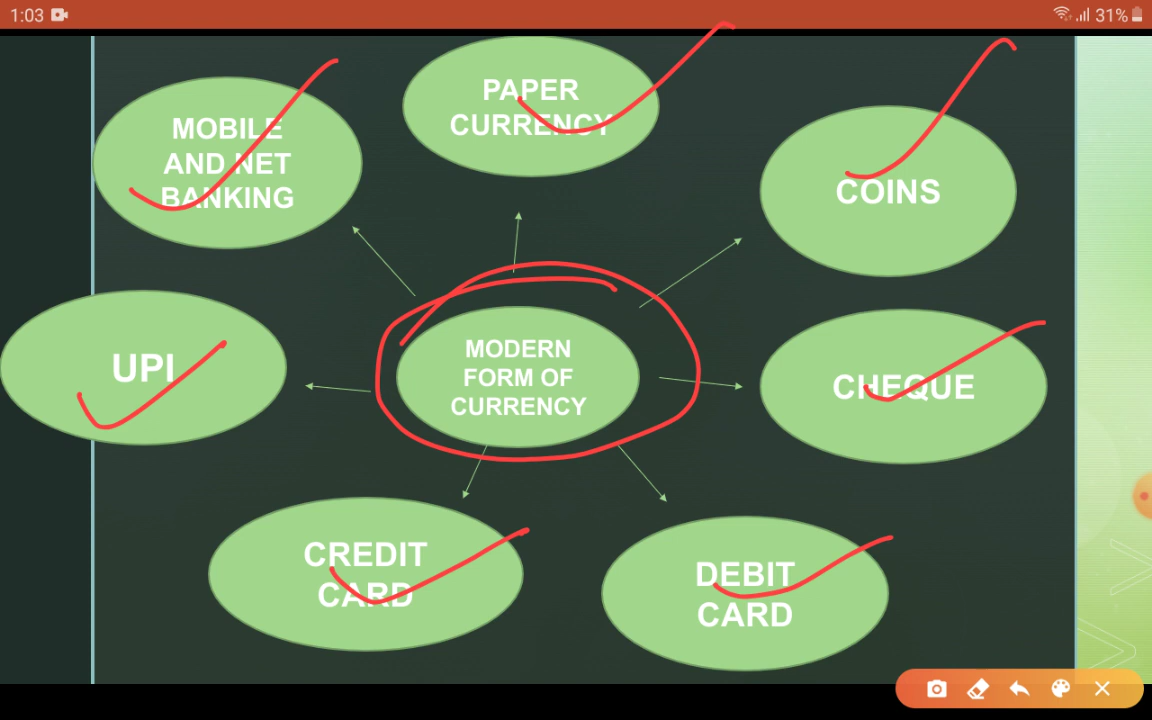 1:03
31%
PAPER
CURRENCY
MOBILE
AND NET
BANKING
COINS
UPI
MODERN
FORM OF
CURRENCY
CHEQUE
CREDIT
CARD
DEBIT
CARD